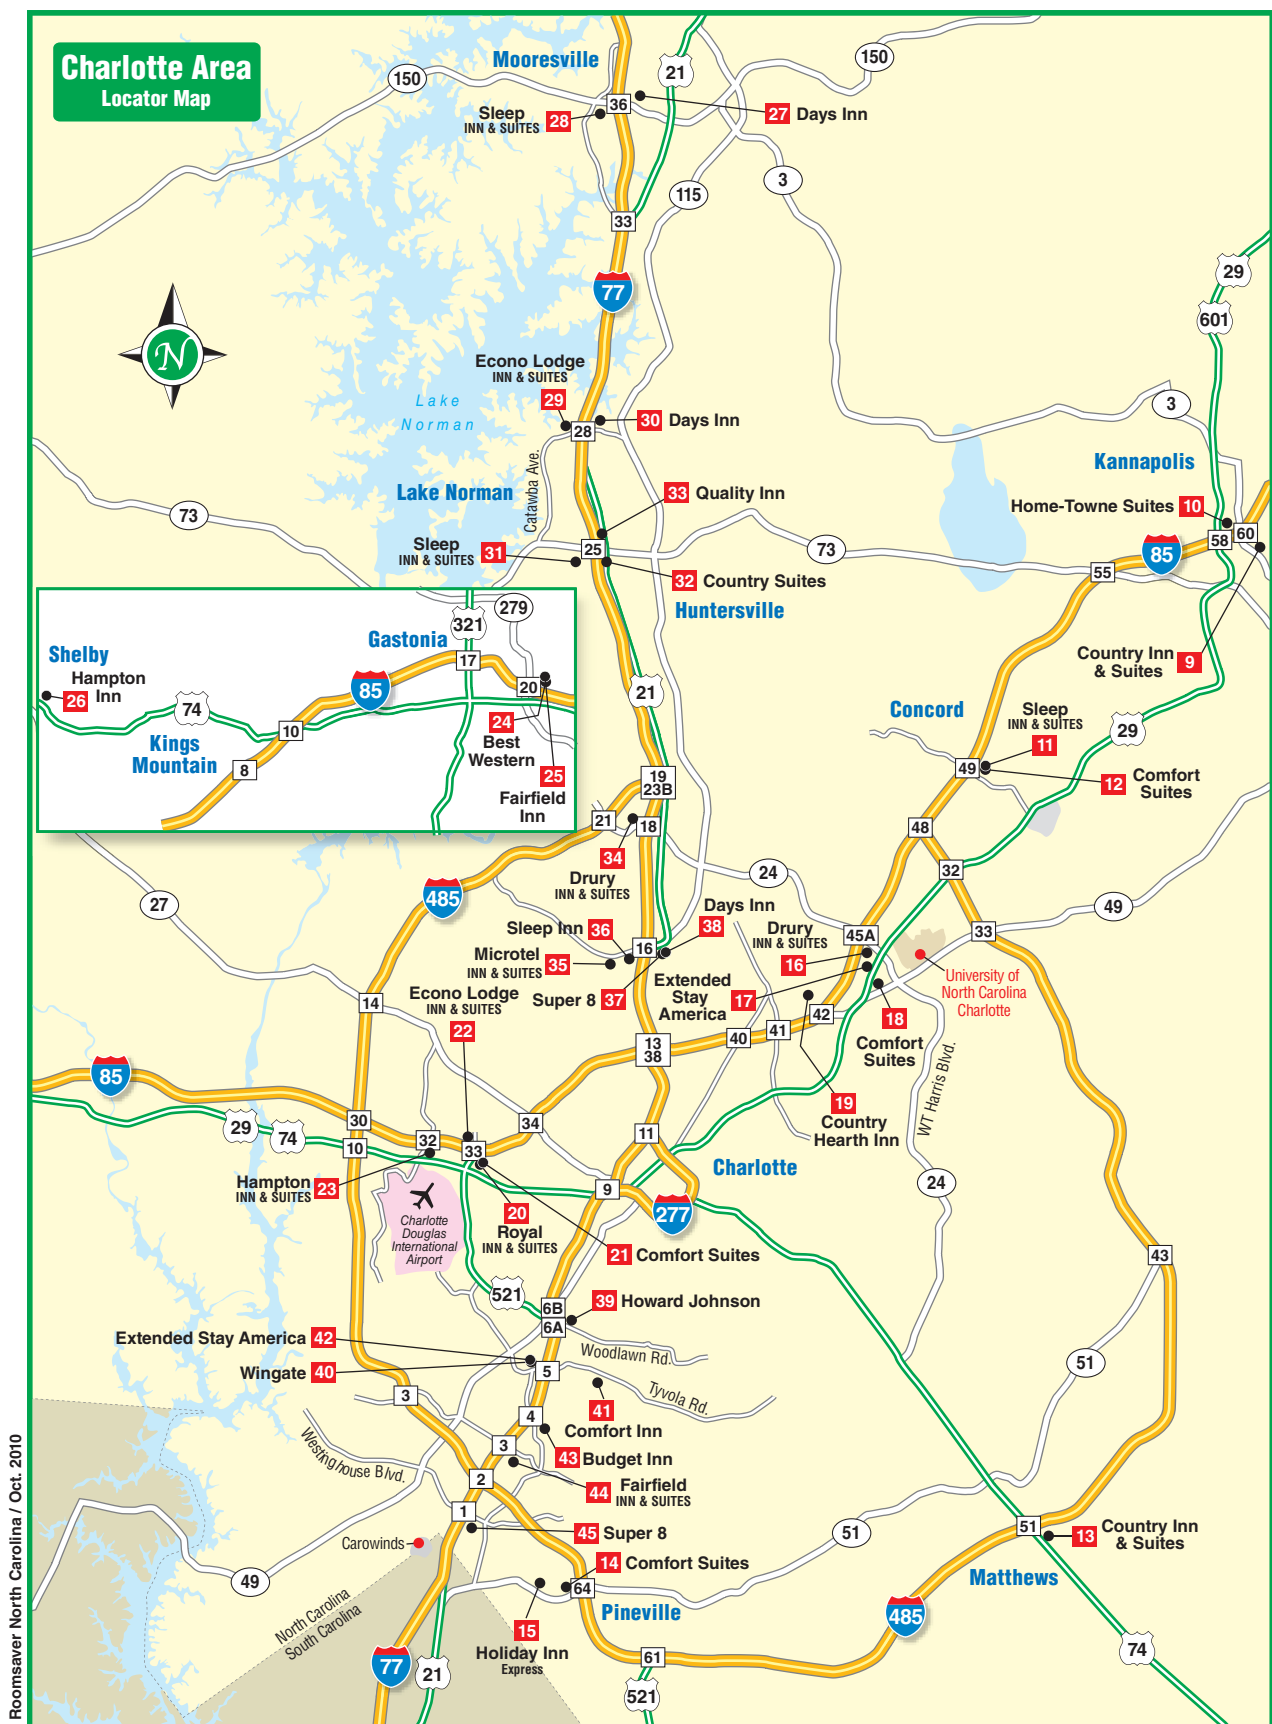 Charlotte Area
Locator Map
Mooresville
150
21
150
36
Sleep
INN & SUITES
28
27 Days Inn
3
115
33
77
29
601
N
Econo Lodge
INN & SUITES
29
Lake
Norman
28
30 Days Inn
3
Kannapolis
Lake Norman
Catawba Ave.
33 Quality Inn
Home-Towne Suites 10
73
Sleep
INN & SUITES
31
25
73
58
60
85
55
32 Country Suites
Huntersville
279
321
Gastonia
17
Shelby
Hampton
Inn
26
85
20
74
10
Kings
Mountain
8
24
Best
Western
25
Fairfield
Inn
Country Inn
& Suites
9
21
Concord
Sleep
INN & SUITES
11
29
49
12
Comfort
Suites
19
23B
21
18
48
34
Drury
INN & SUITES
32
24
485
27
49
Days Inn
38
Sleep Inn 36
Drury
INN & SUITES
16
45A
33
16
Microtel
INN & SUITES
35
Super 8 37
Extended
Stay
America
17
University of
North Carolina
Charlotte
Econo Lodge
INN & SUITES
22
14
42
18
Comfort
Suites
41
40
13
38
WT Harris Blvd.
85
19
Country
Hearth Inn
29
74
30
34
32
33
11
10
Charlotte
Hampton
INN & SUITES
23
9
24
Charlotte
Douglas
International
Airport
20
Royal
INN & SUITES
277
21 Comfort Suites
43
521
39 Howard Johnson
6B
6A
Extended Stay America 42
Woodlawn Rd.
Wingate 40
5
51
3
Tyvola Rd.
41
Comfort Inn
4
Westinghouse Blvd.
3
43 Budget Inn
2
44
Fairfield
INN & SUITES
1
45 Super 8
51
51
13
Country Inn
& Suites
Carowinds
14 Comfort Suites
49
64
Matthews
15
Holiday Inn
Express
Pineville
485
North Carolina
South Carolina
77
21
61
74
521
Roomsaver North Carolina / Oct. 2010